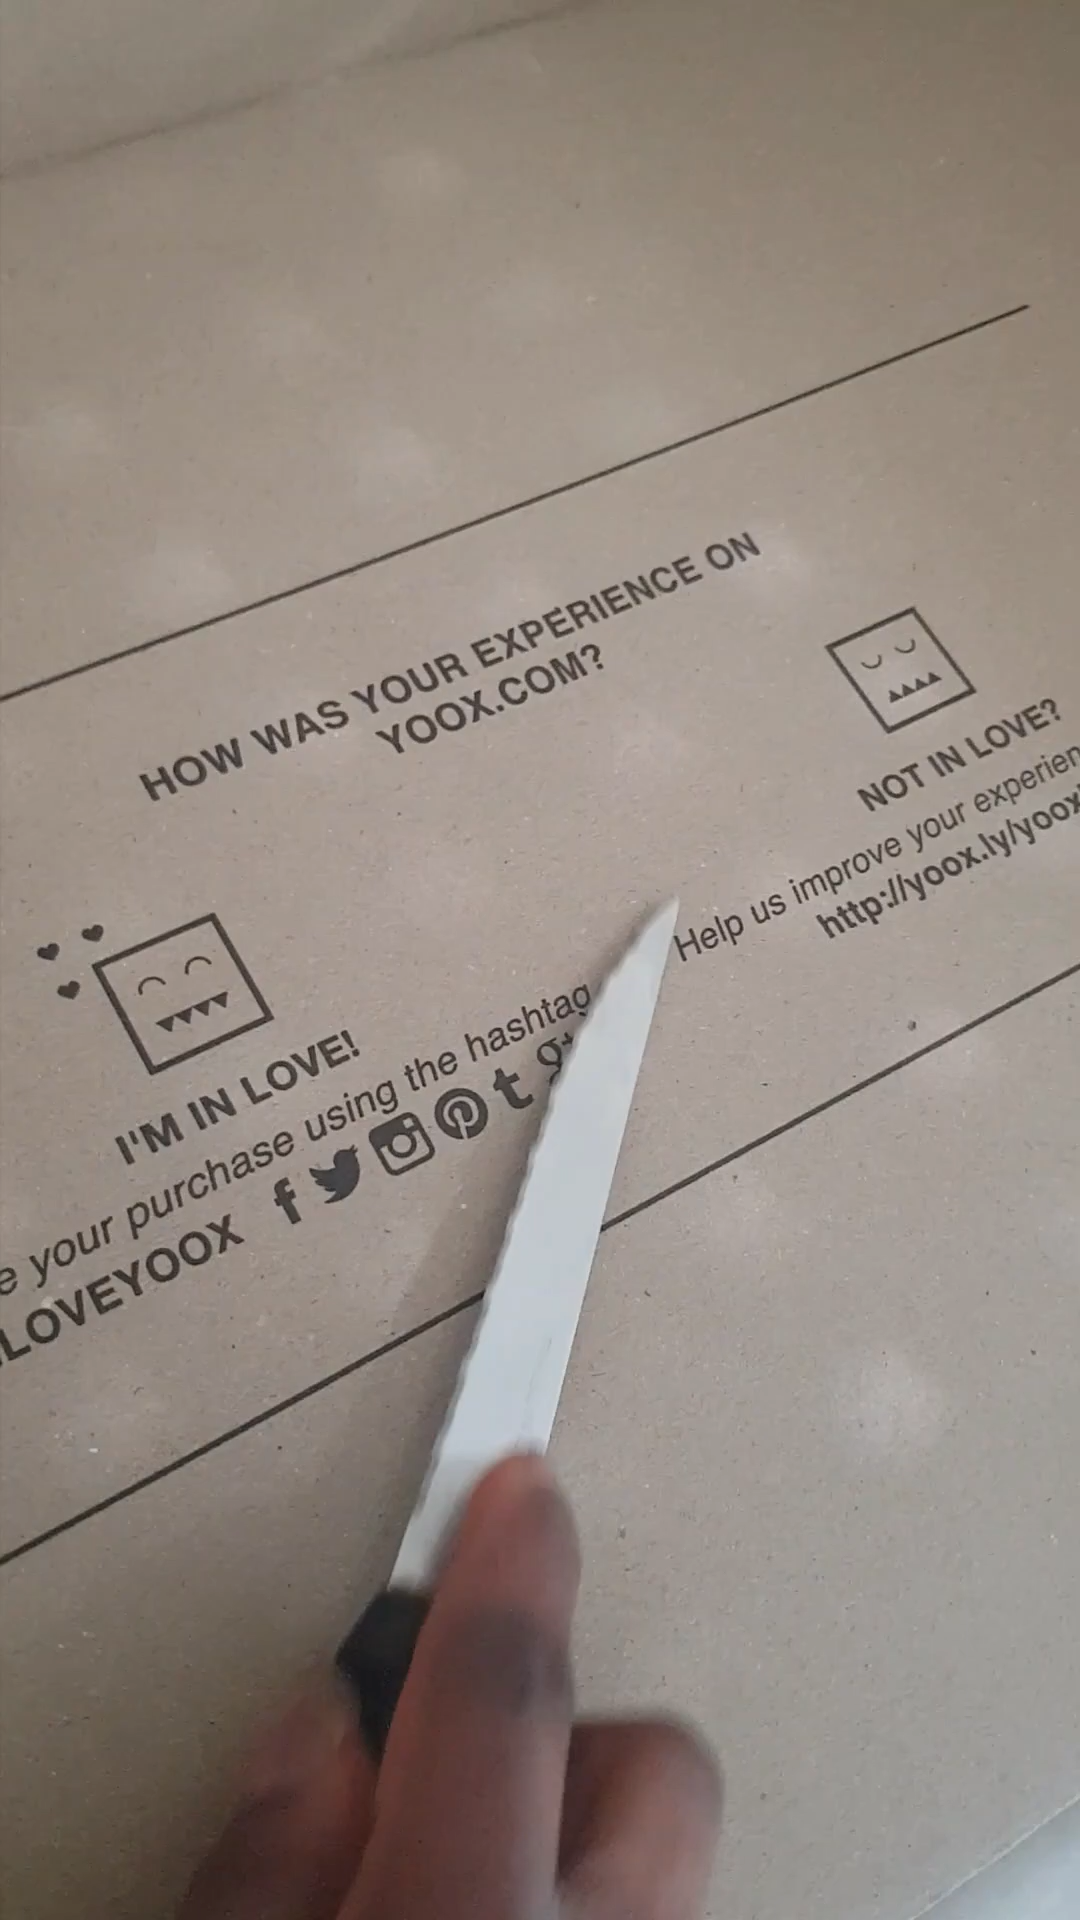 HOW WAS YOUR EXPERIENCE ON
YOOX.COM?
I'M IN LOVE!
your purchase using the hashtag
LOVEYOOX
NOT IN LOVE?
Help us improve your
http://yoox.ly/yoox